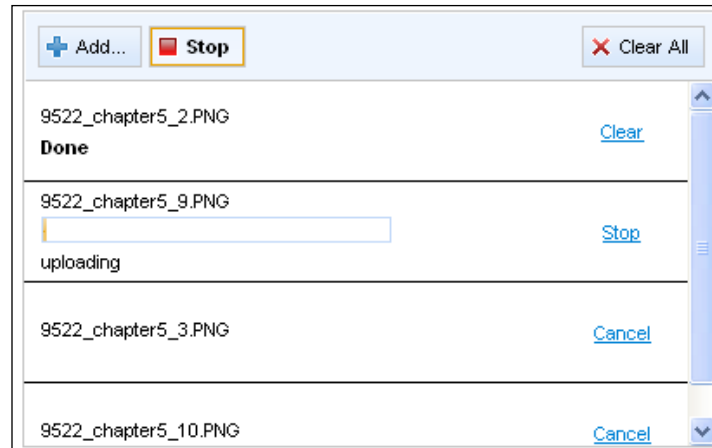 Add... Stop Clear All
9522_chapter5_2.PNG
Done
Clear
9522_chapter5_9.PNG
uploading
Stop
9522_chapter5_3.PNG
Cancel
9522_chapter5_10.PNG
Cancel